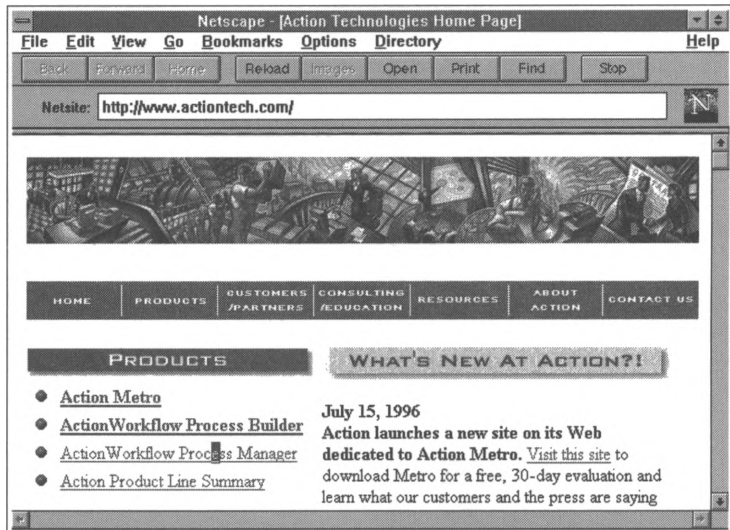 Netscape - [Action Technologies Home Page]
File Edit View Go Bookmarks Options Directory Help
Back Forward Home Reload Images Open Print Find Stop
Netsite: http://www.actiontech.com/
N
HOME PRODUCTS CUSTOMERS /PARTNERS CONSULTING /EDUCATION RESOURCES ABOUT ACTION CONTACT US
PRODUCTS
Action Metro
ActionWorkflow Process Builder
ActionWorkflow Process Manager
Action Product Line Summary
WHAT'S NEW AT ACTION?!
July 15, 1996
Action launches a new site on its Web
dedicated to Action Metro. Visit this site to
download Metro for a free, 30-day evaluation and
learn what our customers and the press are saying